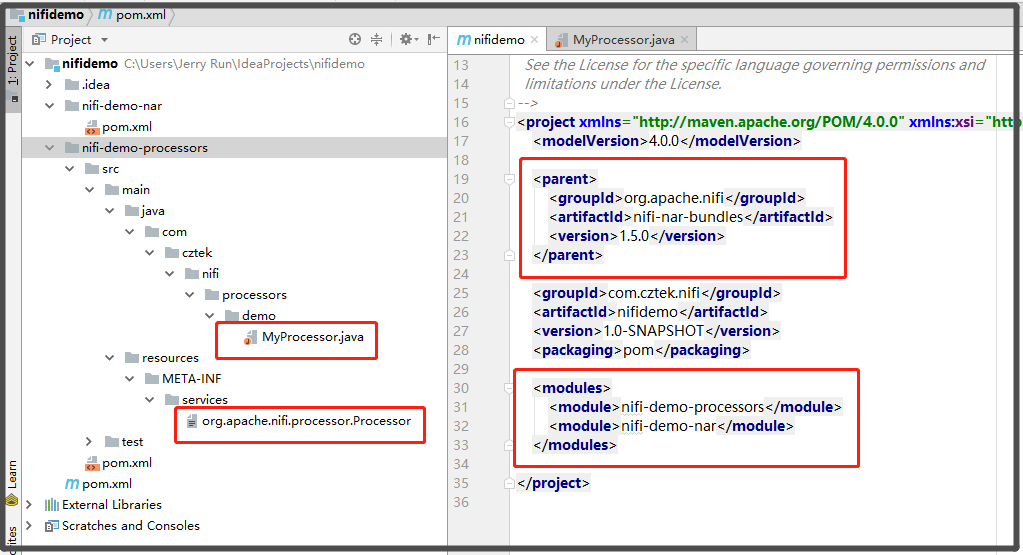 nifidemo
pom.xml
1: Project
Project
nifidemo C:\Users\Jerry Run\IdeaProjects\nifidemo
.idea
nifi-demo-nar
pom.xml
nifi-demo-processors
src
main
java
com
cztek
nifi
processors
demo
MyProcessor.java
resources
META-INF
services
org.apache.nifi.processor.Processor
test
pom.xml
pom.xml
External Libraries
Scratches and Consoles
Learn
nifidemo
MyProcessor.java
13 See the License for the specific language governing permissions and
14 limitations under the License.
15 -->
16 <project xmlns="http://maven.apache.org/POM/4.0.0" xmlns:xsi="htt
17 <modelVersion>4.0.0</modelVersion>
18
19 <parent>
20 <groupId>org.apache.nifi</groupId>
21 <artifactId>nifi-nar-bundles</artifactId>
22 <version>1.5.0</version>
23 </parent>
24
25 <groupId>com.cztek.nifi</groupId>
26 <artifactId>nifidemo</artifactId>
27 <version>1.0-SNAPSHOT</version>
28 <packaging>pom</packaging>
29
30 <modules>
31 <module>nifi-demo-processors</module>
32 <module>nifi-demo-nar</module>
33 </modules>
34
35 </project>
36